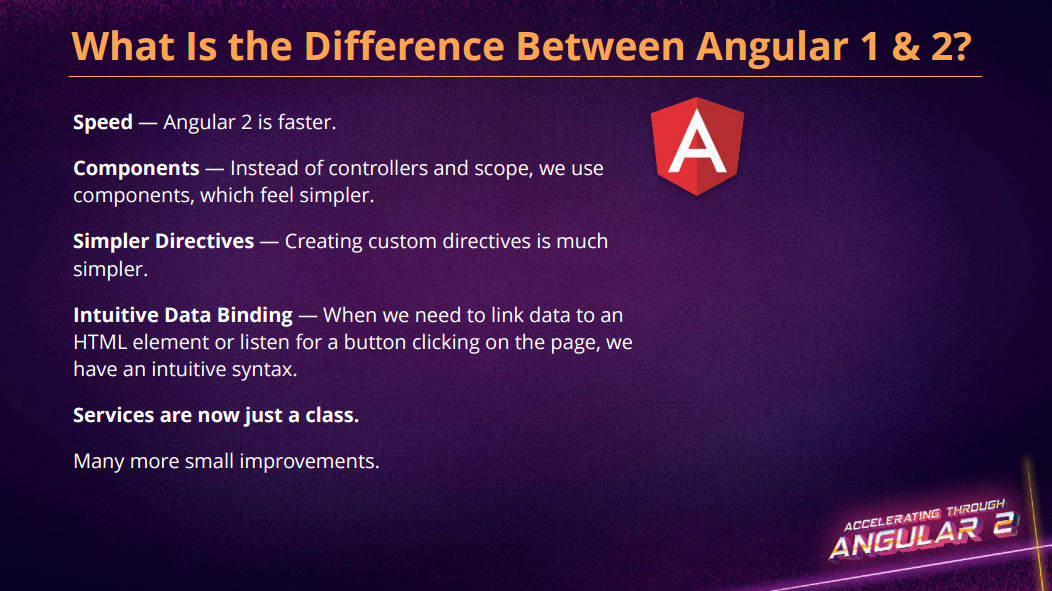 What Is the Difference Between Angular 1 & 2?
Speed — Angular 2 is faster.
Components — Instead of controllers and scope, we use
components, which feel simpler.
Simpler Directives — Creating custom directives is much
simpler.
Intuitive Data Binding — When we need to link data to an
HTML element or listen for a button clicking on the page, we
have an intuitive syntax.
Services are now just a class.
Many more small improvements.
A
ACCELERATING THROUGH
ANGULAR 2